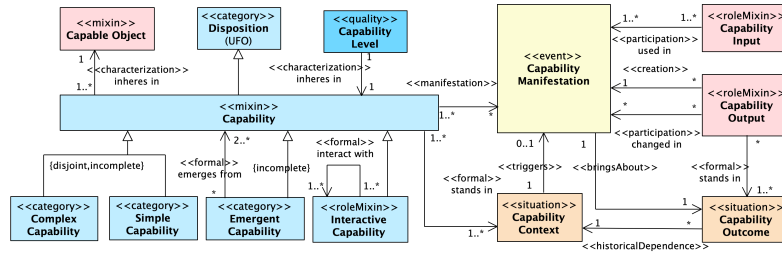 <<mixin>>
Capable Object
<<category>>
Disposition
(UFO)
<<quality>>
Capability
Level
<<event>>
Capability
Manifestation
<<roleMixin>>
Capability
Input
1..*
1..*
<<participation>>
used in
1
<<characterization>>
inheres in
1..*
1
<<characterization>>
inheres in
1
<<manifestation>>
1..*
*
<<creation>>
1
*
<<roleMixin>>
Capability
Output
*
*
<<participation>>
changed in
<<mixin>>
Capability
1..*
2..*
{disjoint,incomplete}
<<formal>>
emerges from
*
{incomplete}
<<formal>>
interact with
1..*
1..*
<<formal>>
stands in
1..*
0..1
<<triggers>>
1
1
<<bringsAbout>>
1
*
<<formal>>
stands in
1..*
<<category>>
Complex
Capability
<<category>>
Simple
Capability
<<category>>
Emergent
Capability
<<roleMixin>>
Interactive
Capability
<<situation>>
Capability
Context
<<situation>>
Capability
Outcome
1
*
<<historicalDependence>>